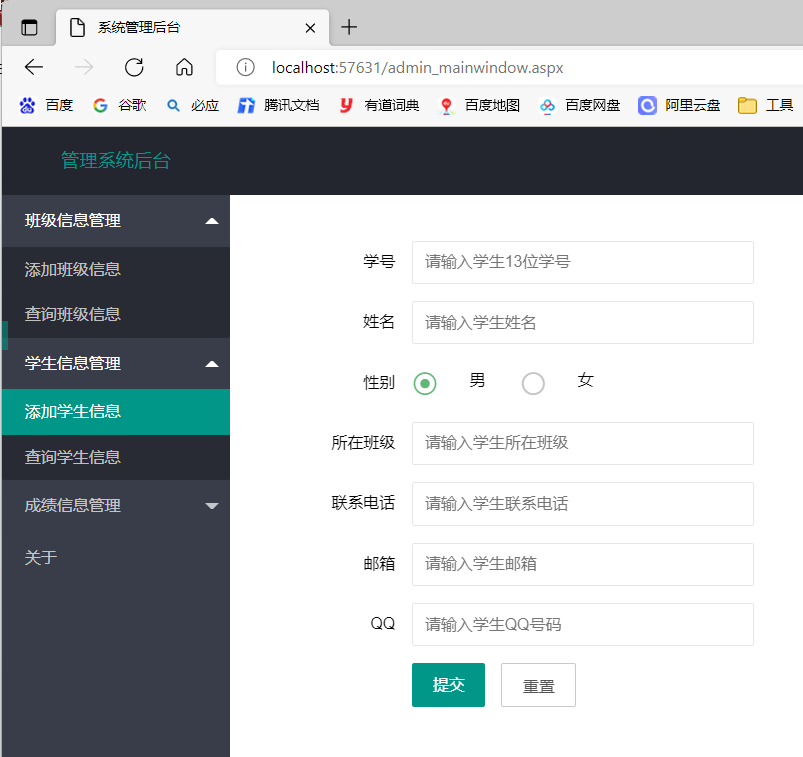 系统管理后台
localhost:57631/admin_mainwindow.aspx
百度 谷歌 必应 腾讯文档 有道词典 百度地图 百度网盘 阿里云盘 工具
管理系统后台
班级信息管理
添加班级信息
查询班级信息
学生信息管理
添加学生信息
查询学生信息
成绩信息管理
关于
学号 请输入学生13位学号
姓名 请输入学生姓名
性别 男 女
所在班级 请输入学生所在班级
联系电话 请输入学生联系电话
邮箱 请输入学生邮箱
QQ 请输入学生QQ号码
提交 重置